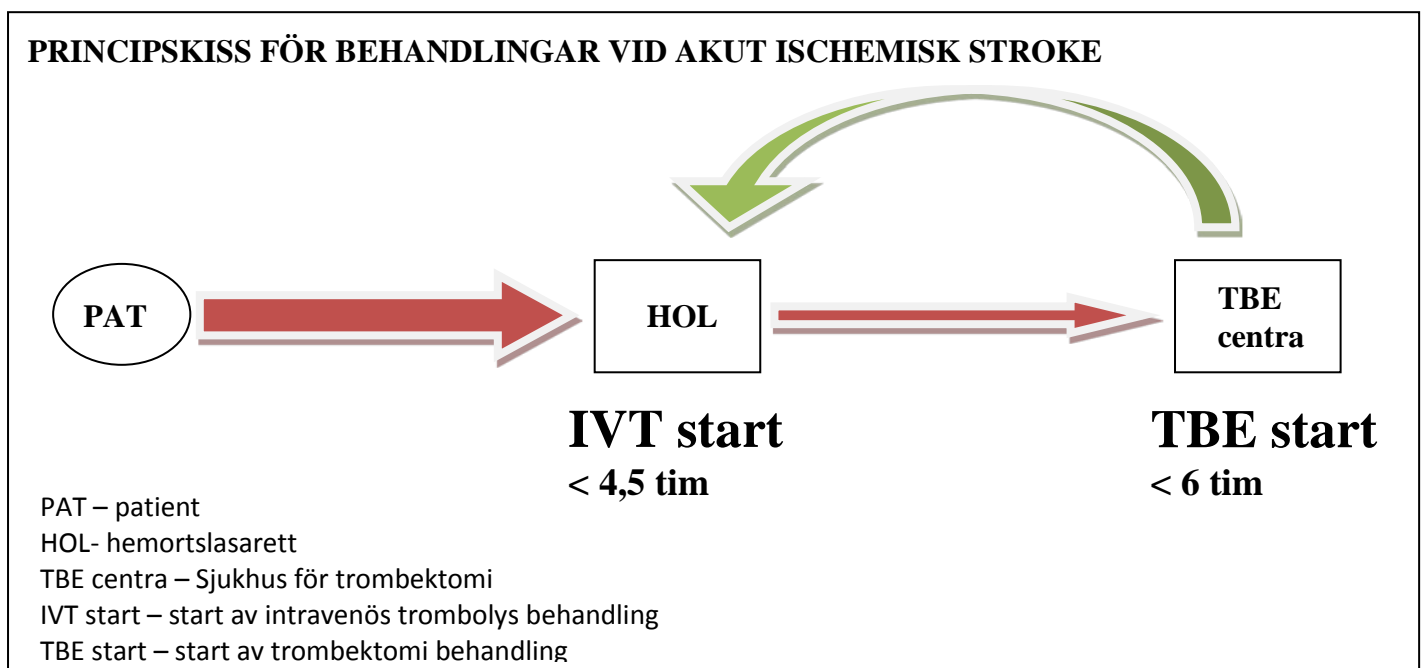 PRINCIPSKISS FÖR BEHANDLINGAR VID AKUT ISCHEMISK STROKE
PAT
HOL
TBE
centra
IVT start
< 4,5 tim
TBE start
< 6 tim
PAT – patient
HOL- hemortslasarett
TBE centra – Sjukhus för trombektomi
IVT start – start av intravenös trombolys behandling
TBE start – start av trombektomi behandling